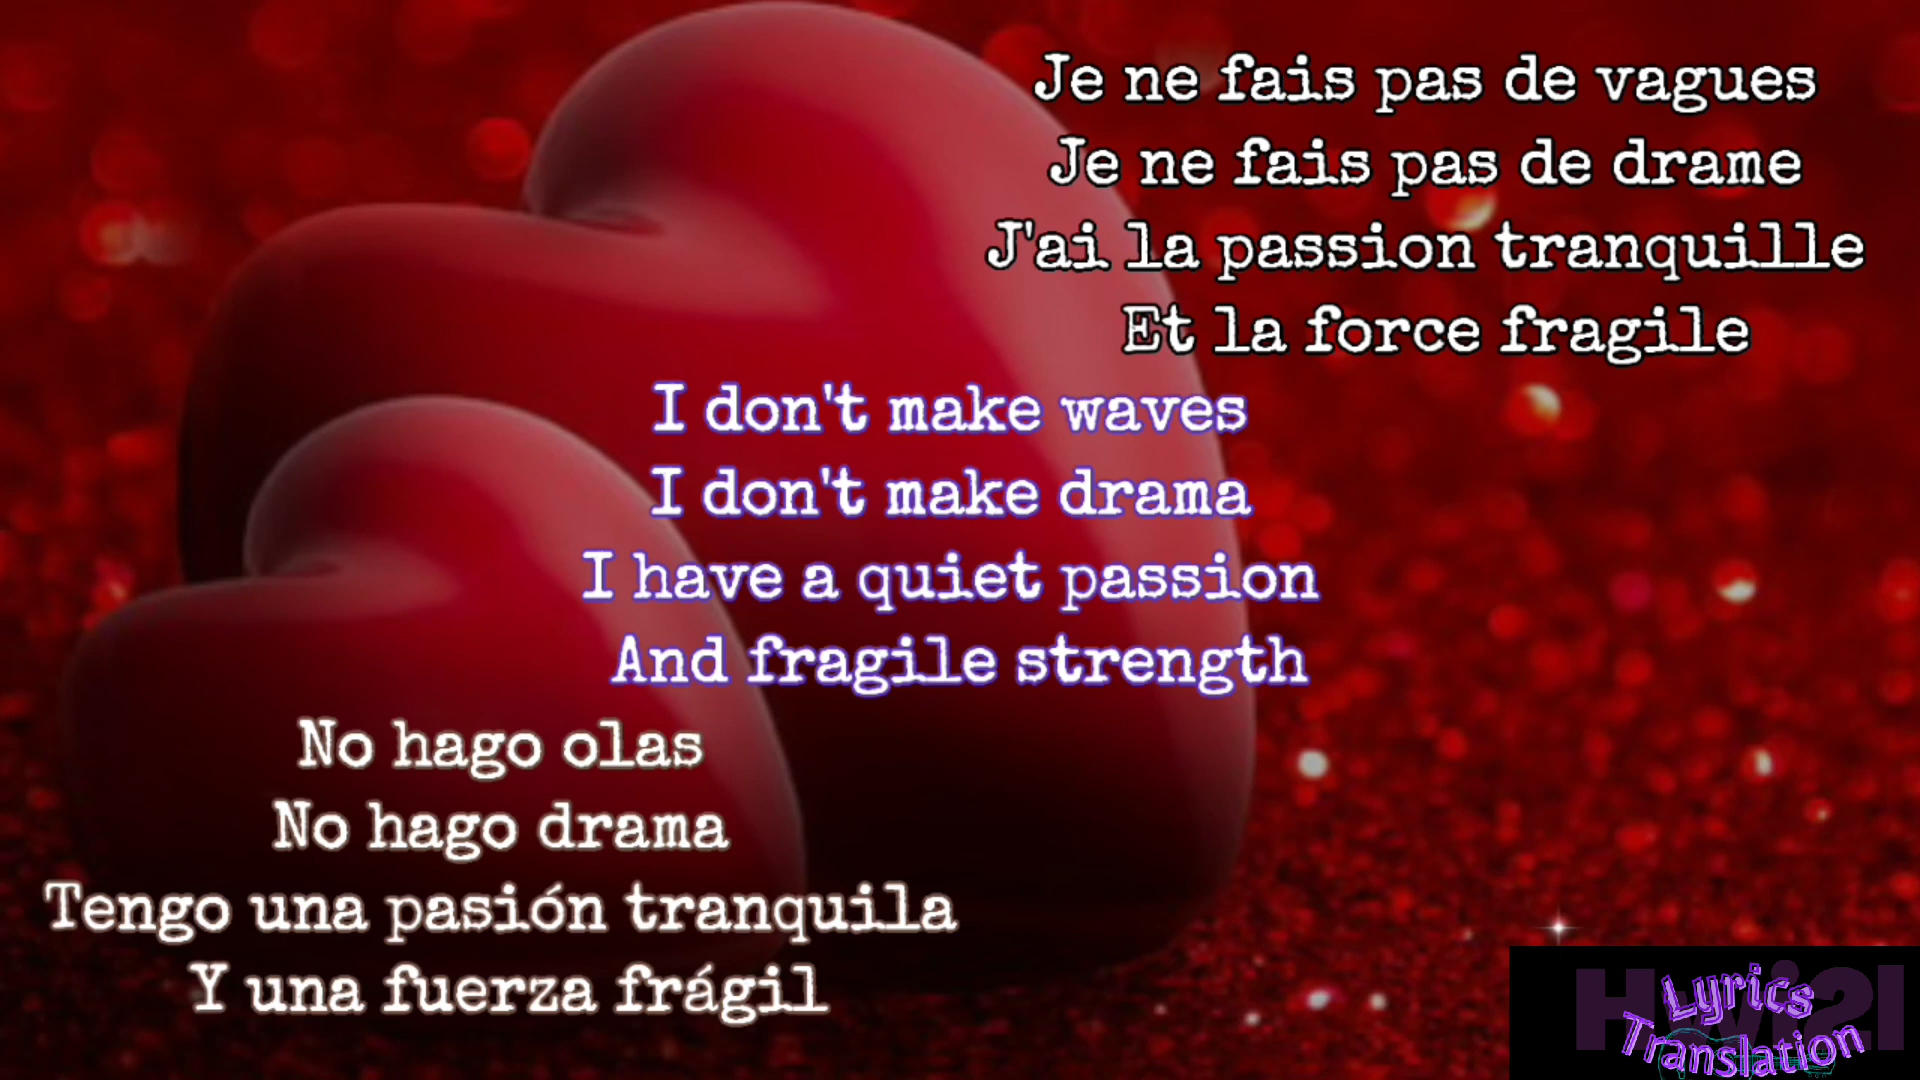 Je ne fais pas de vagues
Je ne fais pas de drame
J'ai la passion tranquille
Et la force fragile
I don't make waves
I don't make drama
I have a quiet passion
And fragile strength
No hago olas
No hago drama
Tengo una pasión tranquila
Y una fuerza frágil
Lyrics
Translation